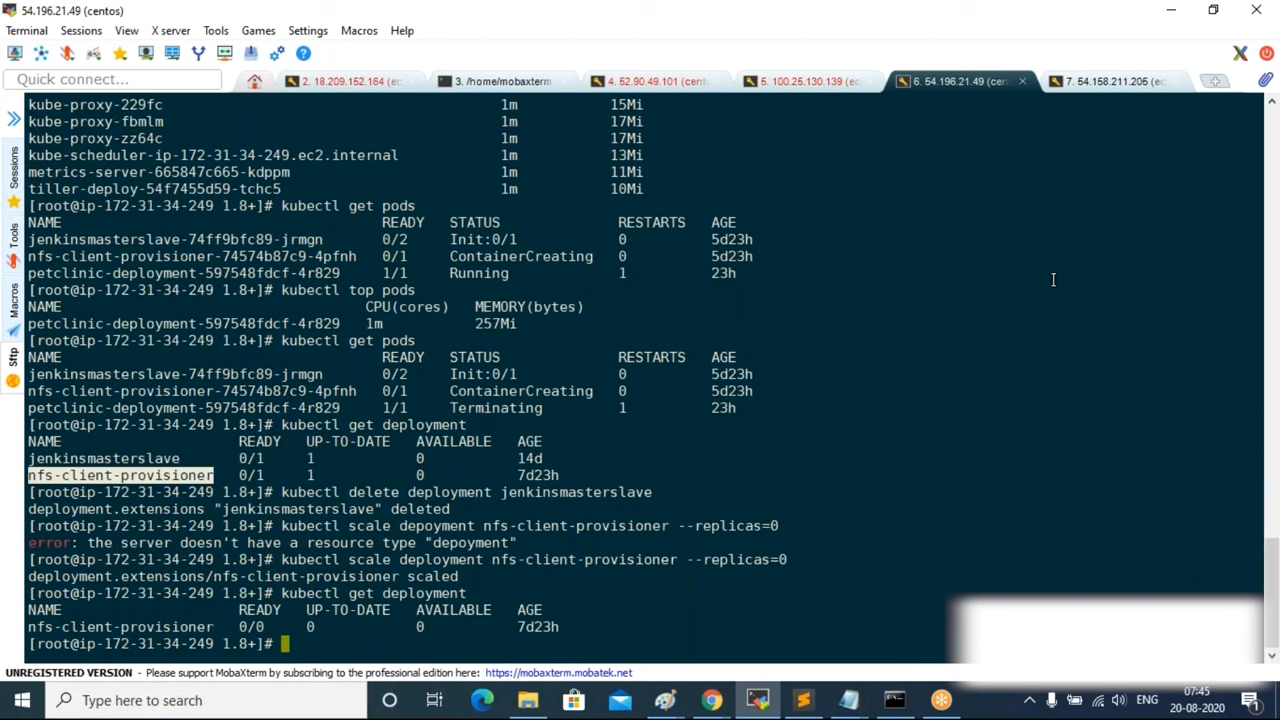 54.196.21.49 (centos)
Terminal Sessions View X server Tools Games Settings Macros Help
Quick connect...
2. 18.209.152.164 (ec
3. /home/mobaxterm
4. 52.90.49.101 (cent
5. 100.25.130.139 (ec
6. 54.196.21.49 (cen
7. 54.158.211.205 (ec
Sessions
Tools
Macros
Sftp
kube-proxy-229fc 1m 15Mi
kube-proxy-fbmlm 1m 17Mi
kube-proxy-zz64c 1m 17Mi
kube-scheduler-ip-172-31-34-249.ec2.internal 1m 13Mi
metrics-server-665847c665-kdppm 1m 11Mi
tiller-deploy-54f7455d59-tchc5 1m 10Mi
[root@ip-172-31-34-249 1.8+]# kubectl get pods
NAME READY STATUS RESTARTS AGE
jenkinsmasterslave-74ff9bfc89-jrmgn 0/2 Init:0/1 0 5d23h
nfs-client-provisioner-74574b87c9-4pfnh 0/1 ContainerCreating 0 5d23h
petclinic-deployment-597548fdcf-4r829 1/1 Running 1 23h
[root@ip-172-31-34-249 1.8+]# kubectl top pods
NAME CPU(cores) MEMORY(bytes)
petclinic-deployment-597548fdcf-4r829 1m 257Mi
[root@ip-172-31-34-249 1.8+]# kubectl get pods
NAME READY STATUS RESTARTS AGE
jenkinsmasterslave-74ff9bfc89-jrmgn 0/2 Init:0/1 0 5d23h
nfs-client-provisioner-74574b87c9-4pfnh 0/1 ContainerCreating 0 5d23h
petclinic-deployment-597548fdcf-4r829 1/1 Terminating 1 23h
[root@ip-172-31-34-249 1.8+]# kubectl get deployment
NAME READY UP-TO-DATE AVAILABLE AGE
jenkinsmasterslave 0/1 1 0 14d
nfs-client-provisioner 0/1 1 0 7d23h
[root@ip-172-31-34-249 1.8+]# kubectl delete deployment jenkinsmasterslave
deployment.extensions "jenkinsmasterslave" deleted
[root@ip-172-31-34-249 1.8+]# kubectl scale depoyment nfs-client-provisioner --replicas=0
error: the server doesn't have a resource type "depoyment"
[root@ip-172-31-34-249 1.8+]# kubectl scale deployment nfs-client-provisioner --replicas=0
deployment.extensions/nfs-client-provisioner scaled
[root@ip-172-31-34-249 1.8+]# kubectl get deployment
NAME READY UP-TO-DATE AVAILABLE AGE
nfs-client-provisioner 0/0 0 0 7d23h
[root@ip-172-31-34-249 1.8+]#
UNREGISTERED VERSION - Please support MobaXterm by subscribing to the professional edition here: https://mobaxterm.mobatek.net
Type here to search
ENG
07:45
20-08-2020
1